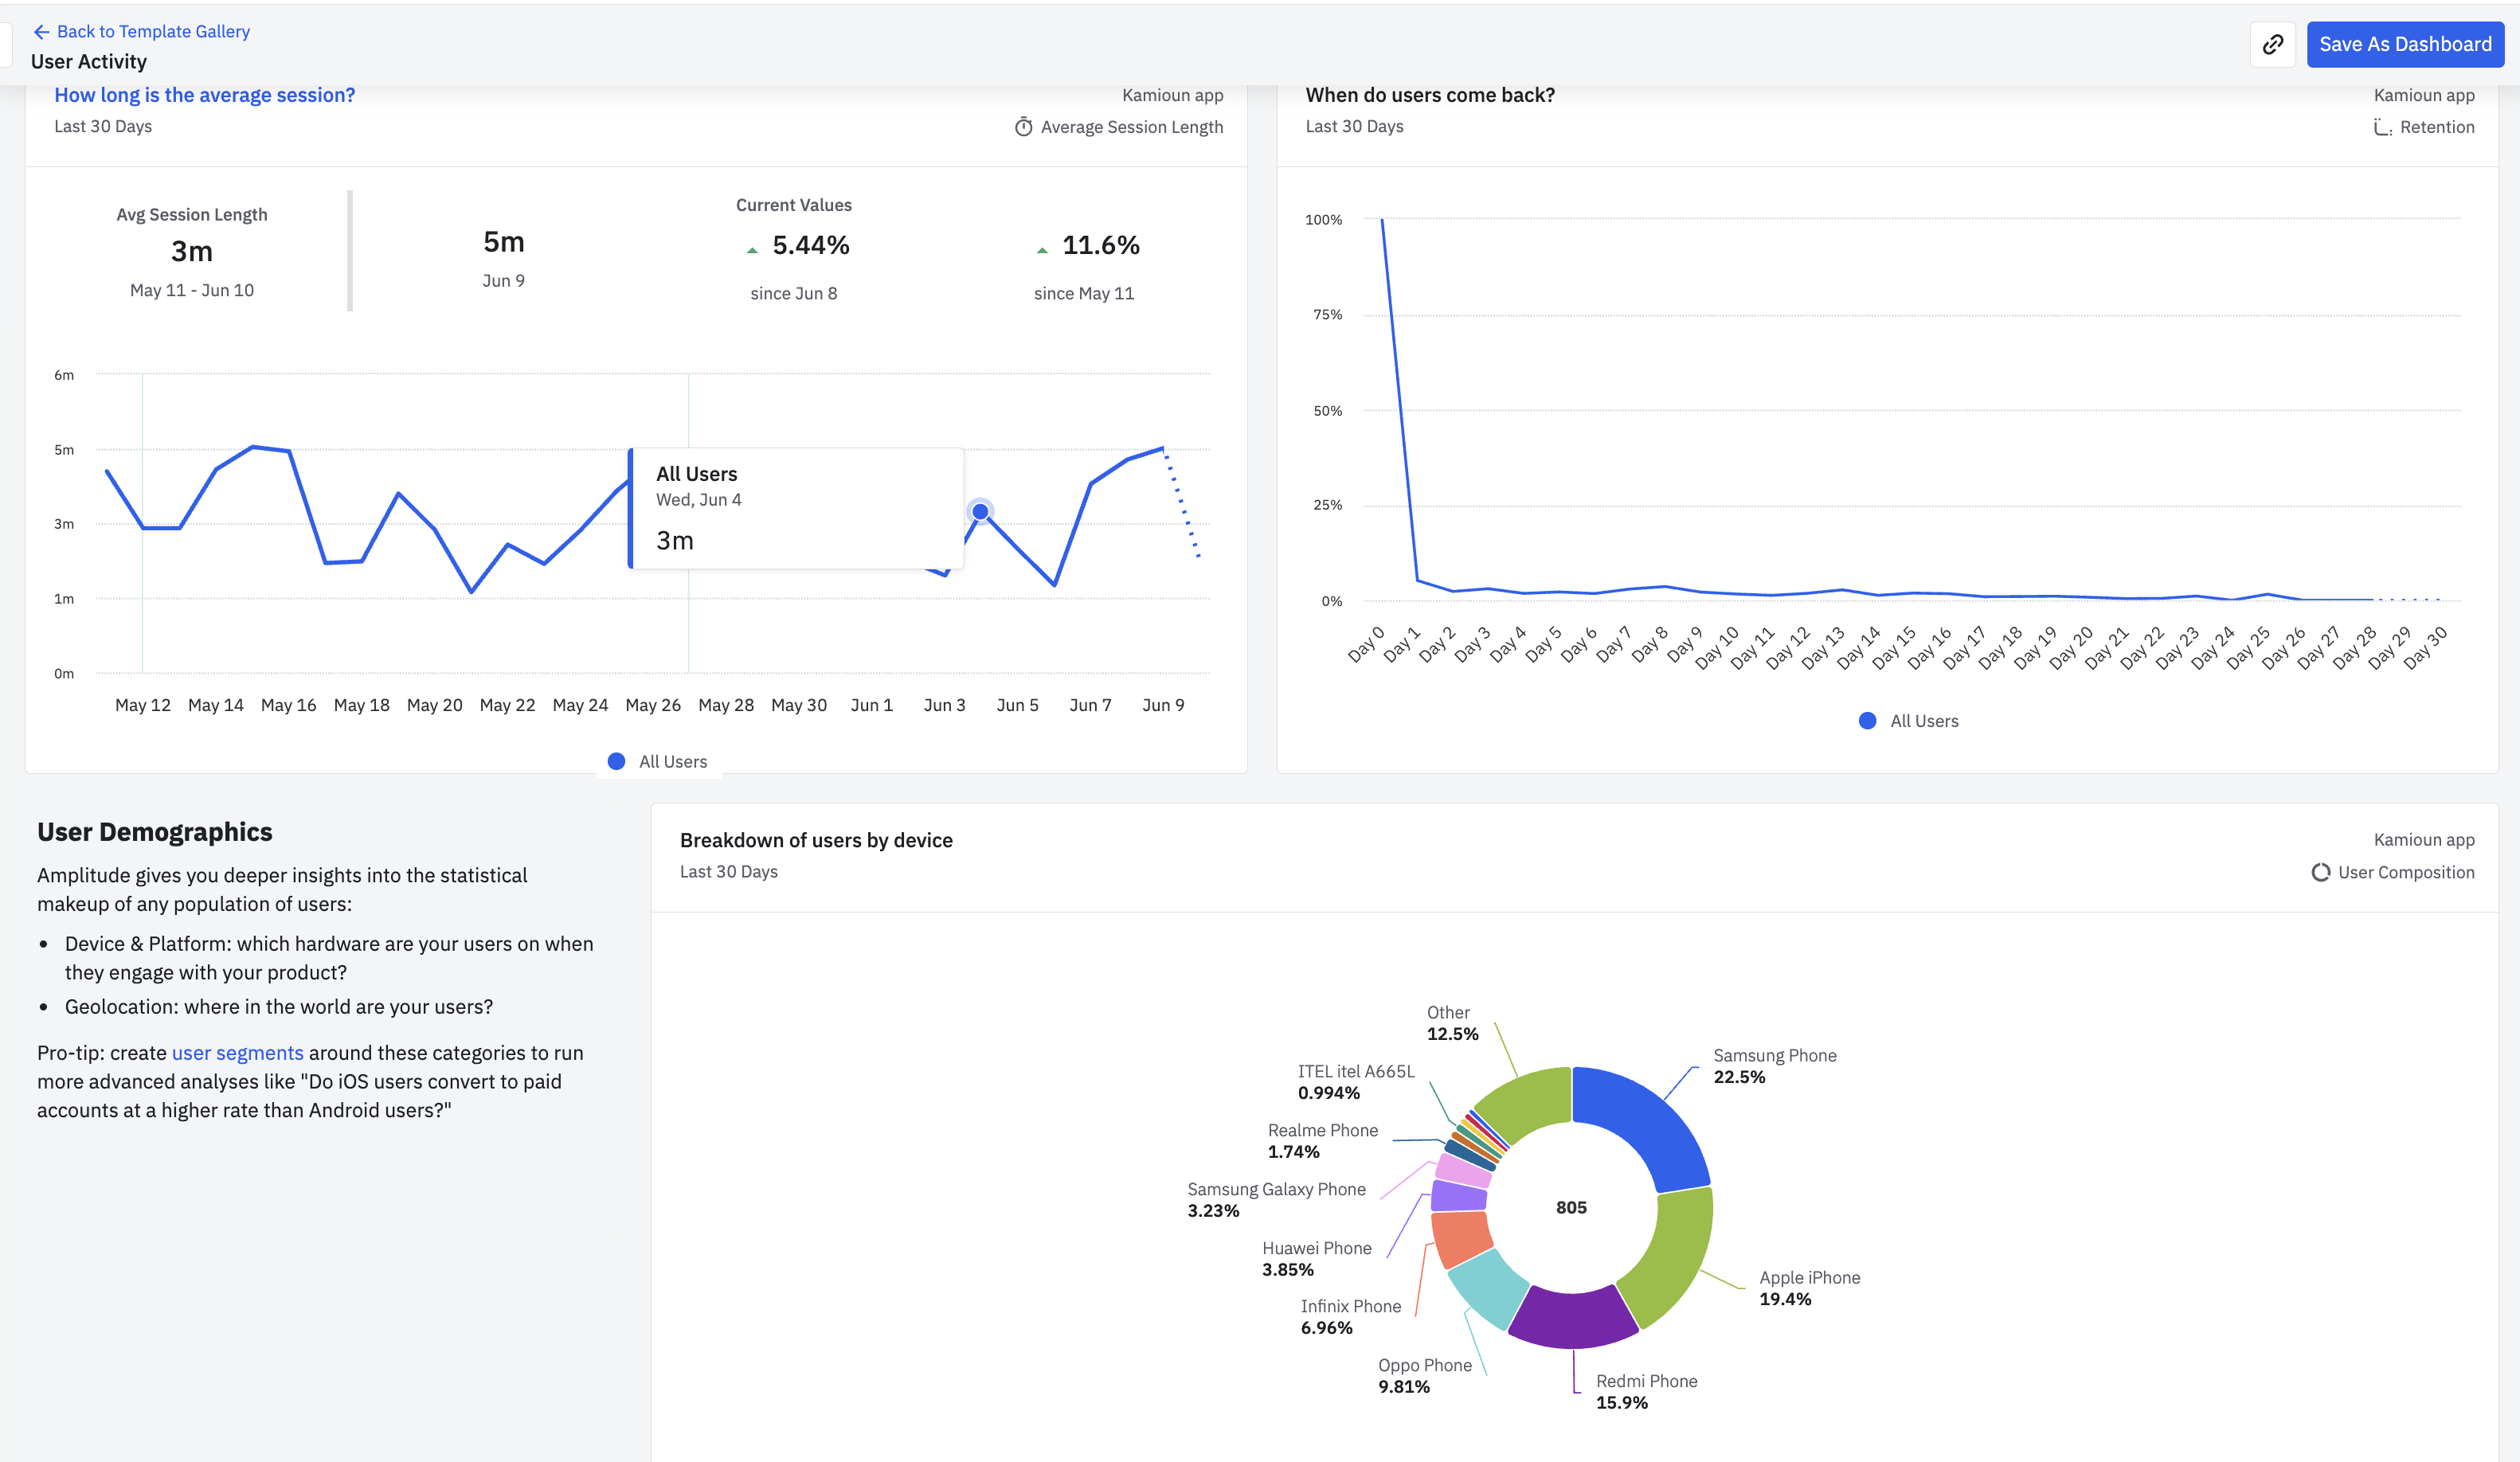 Back to Template Gallery
User Activity
Save As Dashboard
How long is the average session?
Kamioun app
Last 30 Days
Average Session Length
Avg Session Length
3m
May 11 - Jun 10
5m
Jun 9
Current Values
5.44%
since Jun 8
11.6%
since May 11
6m
5m
3m
1m
0m
All Users
Wed, Jun 4
3m
May 12 May 14 May 16 May 18 May 20 May 22 May 24 May 26 May 28 May 30 Jun 1 Jun 3 Jun 5 Jun 7 Jun 9
All Users
When do users come back?
Kamioun app
Last 30 Days
Retention
100%
75%
50%
25%
0%
Day 0 Day 1 Day 2 Day 3 Day 4 Day 5 Day 6 Day 7 Day 8 Day 9 Day 10 Day 11 Day 12 Day 13 Day 14 Day 15 Day 16 Day 17 Day 18 Day 19 Day 20 Day 21 Day 22 Day 23 Day 24 Day 25 Day 26 Day 27 Day 28 Day 29 Day 30
All Users
User Demographics
Amplitude gives you deeper insights into the statistical
makeup of any population of users:
• Device & Platform: which hardware are your users on when
they engage with your product?
• Geolocation: where in the world are your users?
Pro-tip: create user segments around these categories to run
more advanced analyses like "Do iOS users convert to paid
accounts at a higher rate than Android users?"
Breakdown of users by device
Kamioun app
Last 30 Days
User Composition
Other
12.5%
ITEL itel A665L
0.994%
Realme Phone
1.74%
Samsung Galaxy Phone
3.23%
Huawei Phone
3.85%
Infinix Phone
6.96%
Oppo Phone
9.81%
Redmi Phone
15.9%
Apple iPhone
19.4%
Samsung Phone
22.5%
805